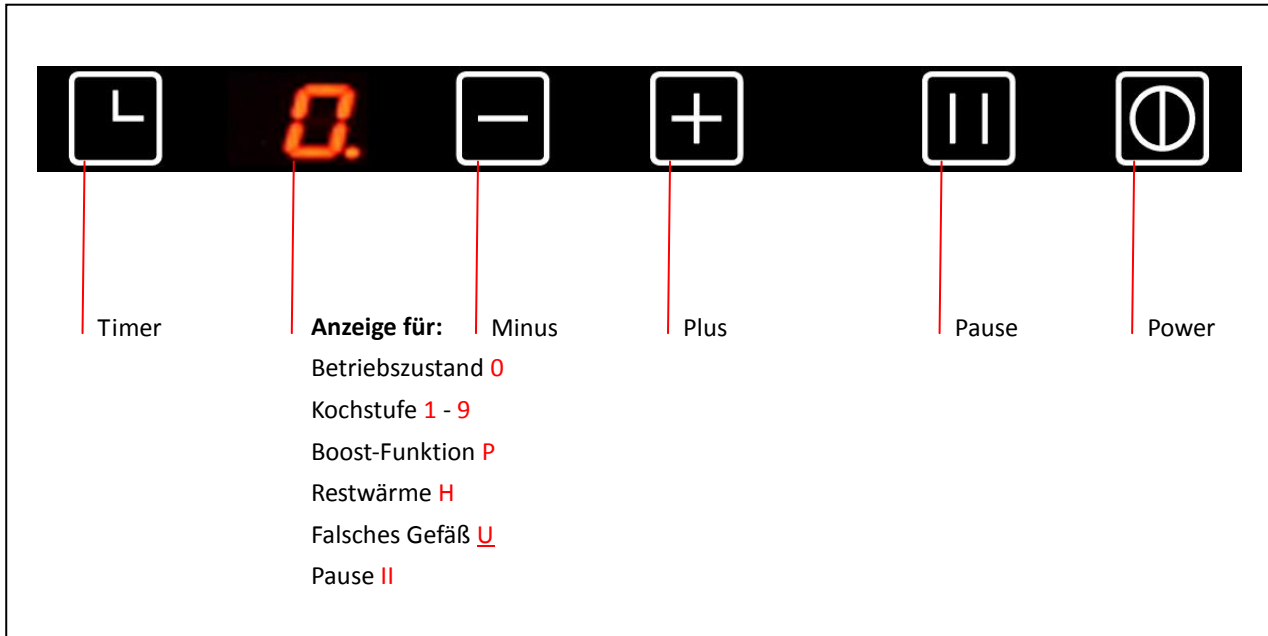 0.
Timer
Anzeige für:
Minus
Plus
Pause
Power
Betriebszustand 0
Kochstufe 1 - 9
Boost-Funktion P
Restwärme H
Falsches Gefäß U
Pause II